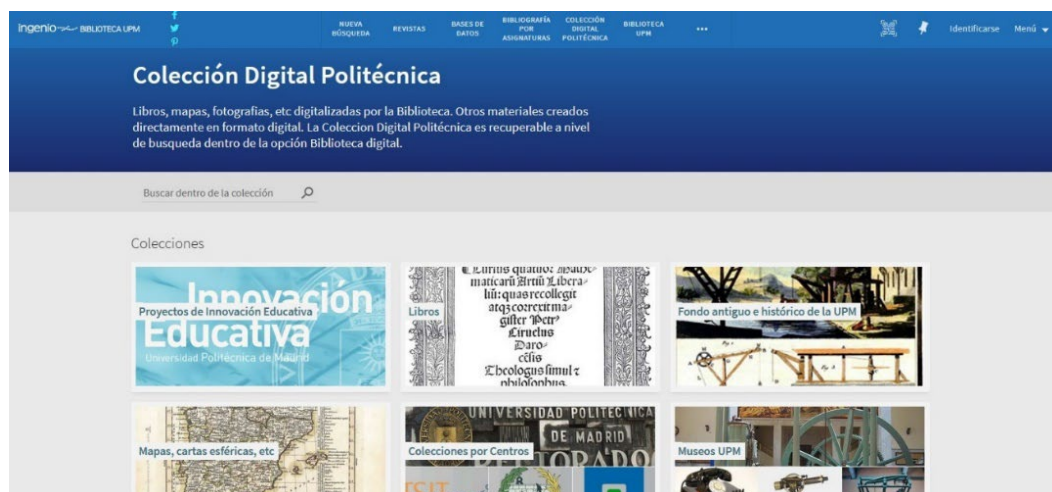 ingenio BIBLIOTECA UPM
NUEVA
BÚSQUEDA
REVISTAS
BASES DE
DATOS
BIBLIOGRAFÍA
POR
ASIGNATURAS
COLECCIÓN
DIGITAL
POLITÉCNICA
BIBLIOTECA
UPM
...
Identificarse
Menú
Colección Digital Politécnica
Libros, mapas, fotografías, etc digitalizadas por la Biblioteca. Otros materiales creados
directamente en formato digital. La Coleccion Digital Politécnica es recuperable a nivel
de busqueda dentro de la opción Biblioteca digital.
Buscar dentro de la colección
Colecciones
Innovación
Proyectos de Innovación Educativa
Educativa
Universidad Politécnica de Madrid
Libros
Fondo antiguo e histórico de la UPM
Mapas, cartas esféricas, etc
UNIVERSIDAD POLITECNICA
DE MADRID
Colecciones por Centros
Museos UPM